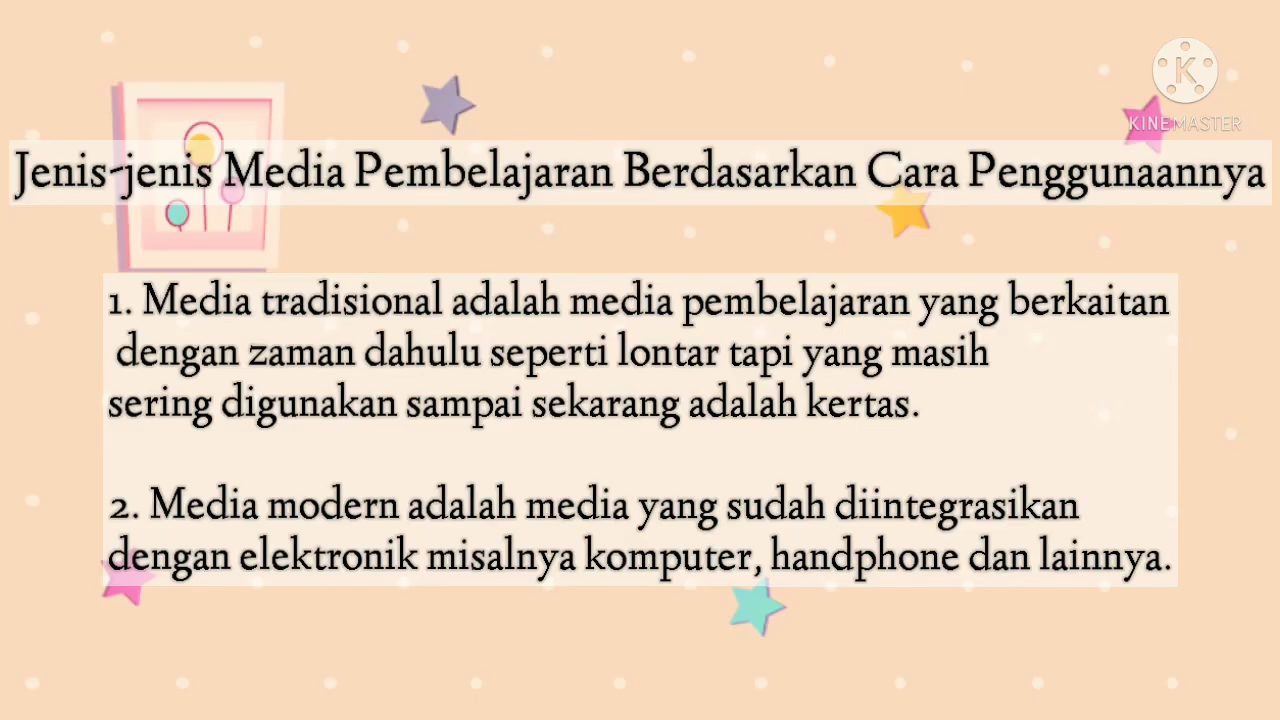 KINEMASTER
Jenis-jenis Media Pembelajaran Berdasarkan Cara Penggunaannya
1. Media tradisional adalah media pembelajaran yang berkaitan
dengan zaman dahulu seperti lontar tapi yang masih
sering digunakan sampai sekarang adalah kertas.
2. Media modern adalah media yang sudah diintegrasikan
dengan elektronik misalnya komputer, handphone dan lainnya.